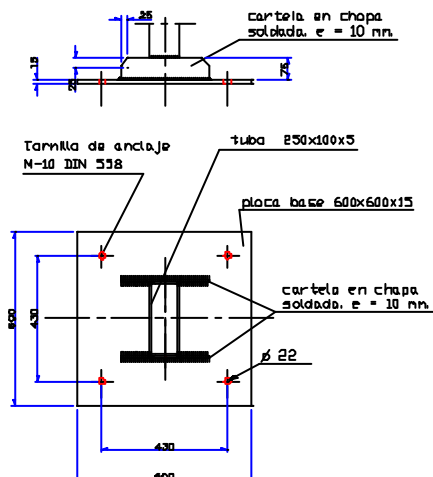 25
cartela en chapa
soldada. e = 10 mm.
15
25
75
Tornillo de anclaje
M-10 DIN 558
tubo 250x100x5
placa base 600x600x15
cartela en chapa
soldada. e = 10 mm.
600
430
ø 22
430
600